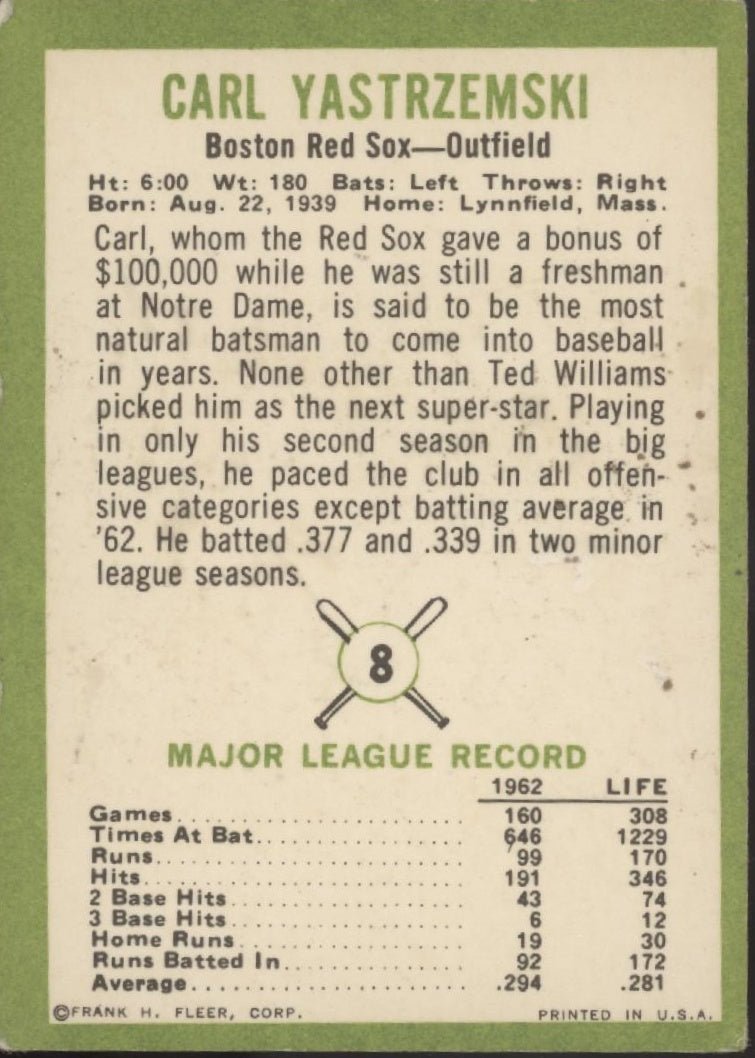 CARL YASTRZEMSKI
Boston Red Sox—Outfield
Ht: 6:00 Wt: 180 Bats: Left Throws: Right
Born: Aug. 22, 1939 Home: Lynnfield, Mass.
Carl, whom the Red Sox gave a bonus of
$100,000 while he was still a freshman
at Notre Dame, is said to be the most
natural batsman to come into baseball
in years. None other than Ted Williams
picked him as the next super-star. Playing
in only his second season in the big
leagues, he paced the club in all offen-
sive categories except batting average in
'62. He batted .377 and .339 in two minor
league seasons.
8
MAJOR LEAGUE RECORD
1962 LIFE
Games........................ 160 308
Times At Bat.................. 646 1229
Runs.......................... 99 170
Hits.......................... 191 346
2 Base Hits................... 43 74
3 Base Hits................... 6 12
Home Runs..................... 19 30
Runs Batted In................ 92 172
Average....................... .294 .281
©FRANK H. FLEER, CORP. PRINTED IN U.S.A.